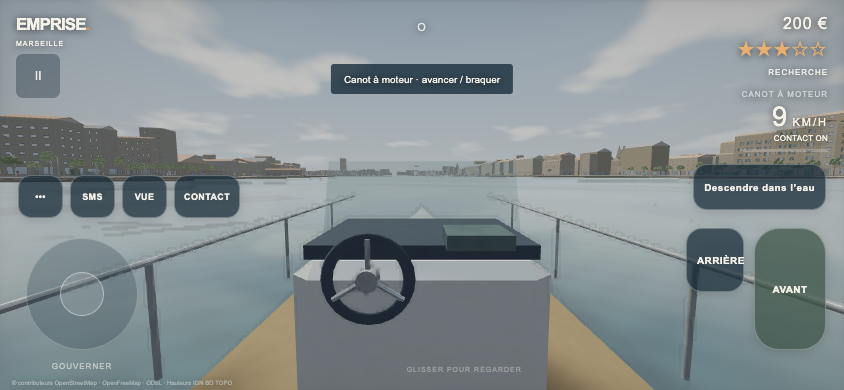 EMPRISE.
MARSEILLE
II
O
Canot à moteur · avancer / braquer
200 €
★★★☆☆
RECHERCHE
CANOT À MOTEUR
9 KM/H
CONTACT ON
Descendre dans l'eau
•••
SMS
VUE
CONTACT
ARRIÈRE
AVANT
GOUVERNER
GLISSER POUR REGARDER
© contributeurs OpenStreetMap · OpenFreeMap · ODbL · Hauteurs IGN BD TOPO